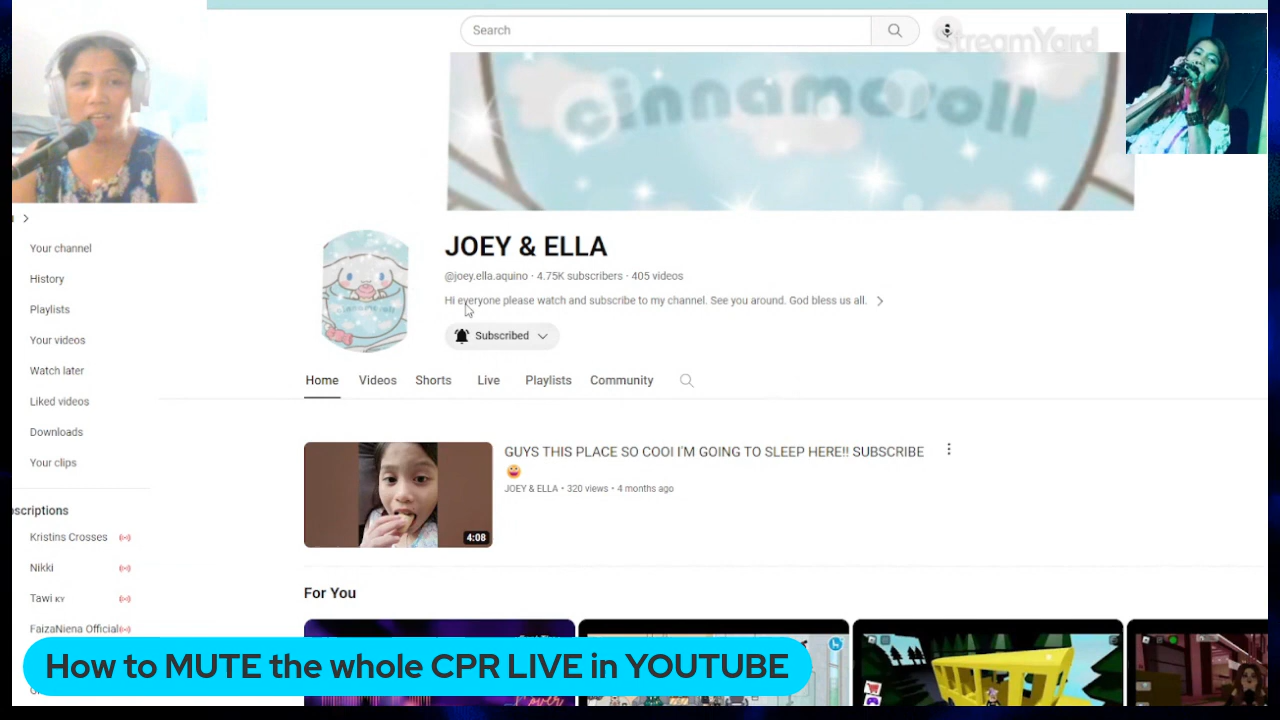 Search
StreamYard
cinnamoroll
JOEY & ELLA
@joey.ella.aquino · 4.75K subscribers · 405 videos
Hi everyone please watch and subscribe to my channel. See you around. God bless us all.
Subscribed
Home Videos Shorts Live Playlists Community
Your channel
History
Playlists
Your videos
Watch later
Liked videos
Downloads
Your clips
scriptions
Kristins Crosses
Nikki
Tawi ᴋʏ
FaizaNiena Official
GUYS THIS PLACE SO COOl I'M GOING TO SLEEP HERE!! SUBSCRIBE
JOEY & ELLA • 320 views • 4 months ago
4:08
For You
How to MUTE the whole CPR LIVE in YOUTUBE